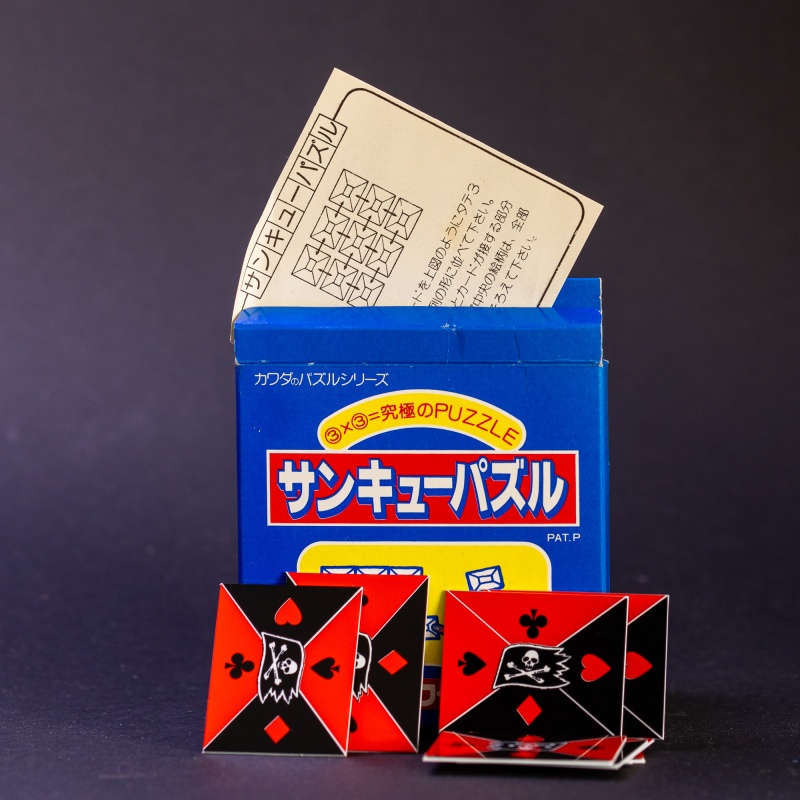 サンキューパズル
ードを上図のようにタテ3
列の形に並べて下さい。
とカードが接する部分
中央の絵柄は、全部
そろえて下さい。
カワダのパズルシリーズ
③×③=究極のPUZZLE
サンキューパズル
PAT.P